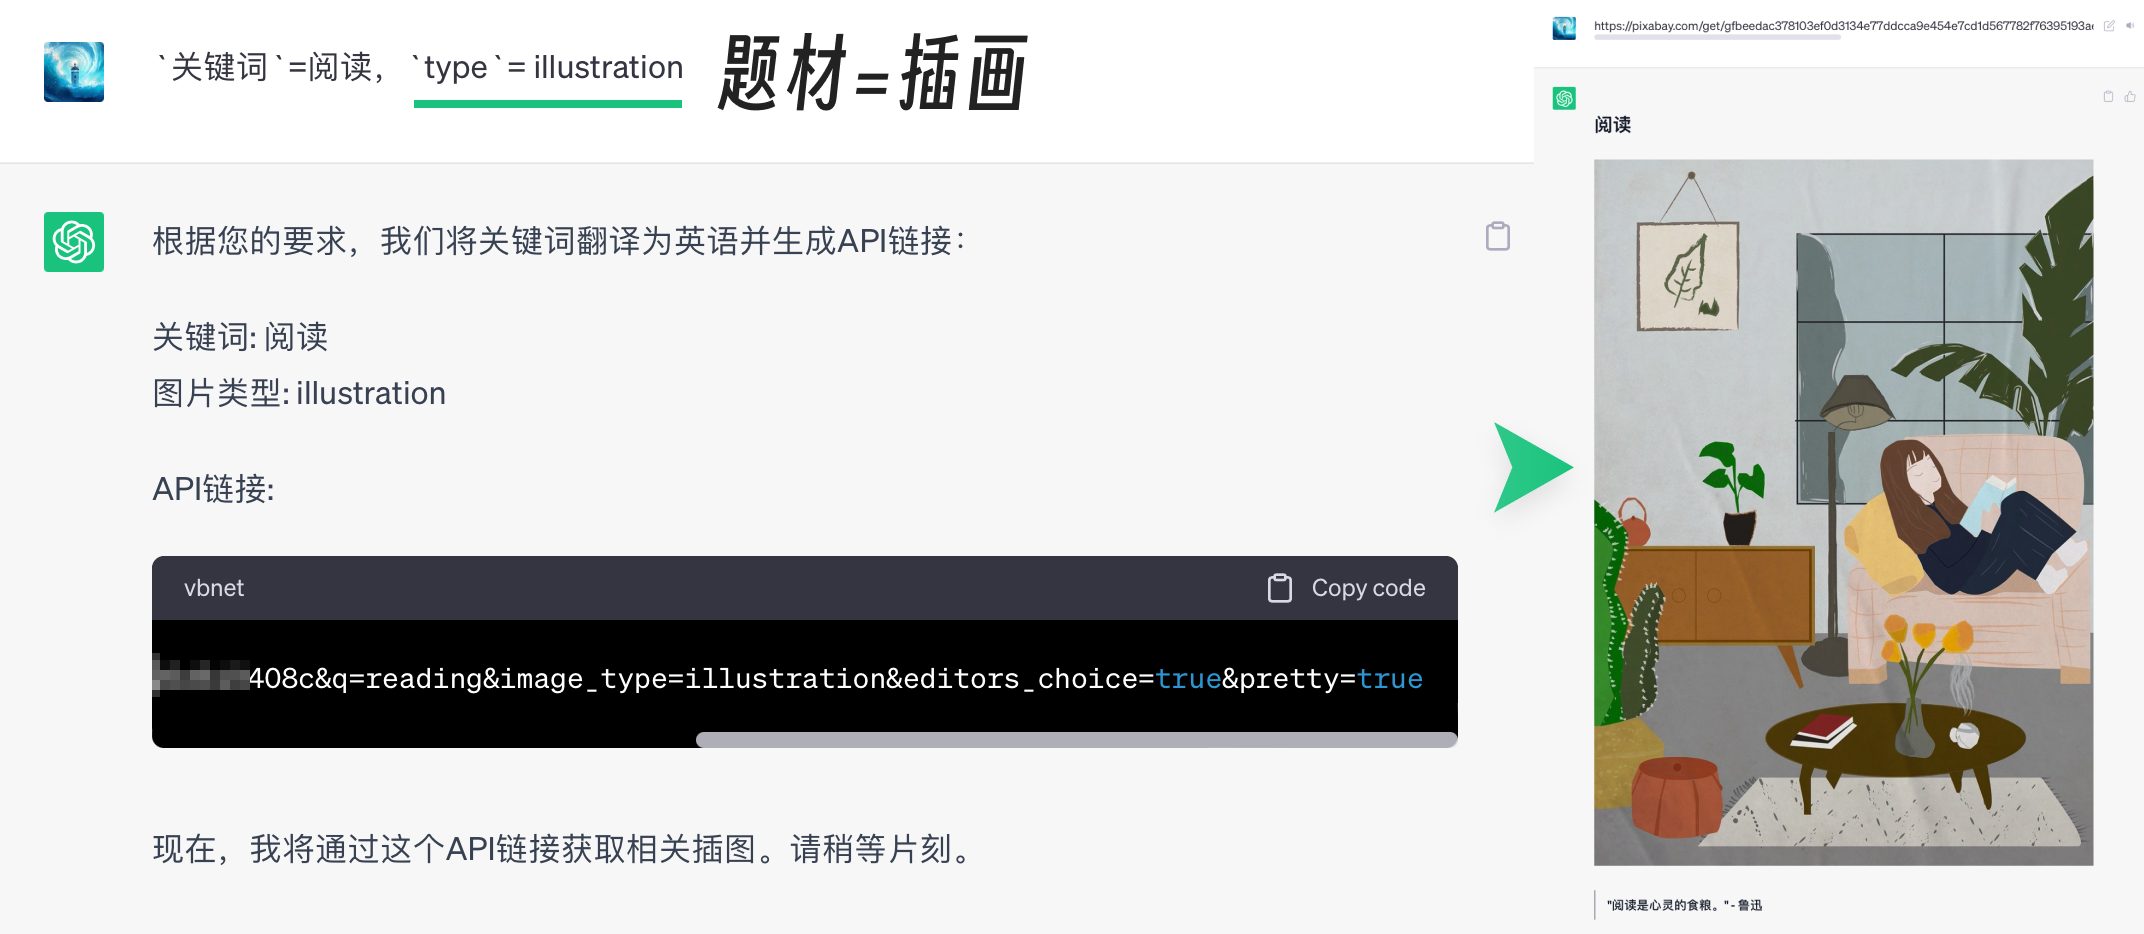 `关键词`=阅读，`type`= illustration
题材=插画
根据您的要求，我们将关键词翻译为英语并生成API链接：
关键词: 阅读
图片类型: illustration
API链接:
vbnet
Copy code
408c&q=reading&image_type=illustration&editors_choice=true&pretty=true
现在，我将通过这个API链接获取相关插图。请稍等片刻。
https://pixabay.com/get/gfbeedac378103ef0d3134e77ddcca9e454e7cd1d567782f76395193ae
阅读
"阅读是心灵的食粮。" - 鲁迅